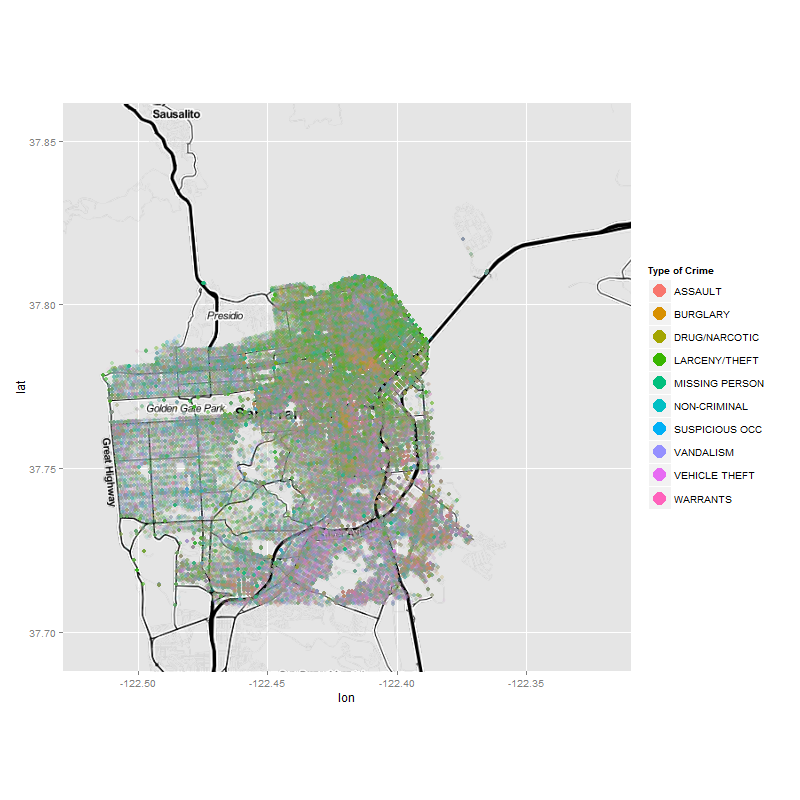 Sausalito
37.85
37.80
Presidio
Golden Gate Park
Great Highway
37.75
37.70
-122.50
-122.45
-122.40
-122.35
lon
lat
Type of Crime
ASSAULT
BURGLARY
DRUG/NARCOTIC
LARCENY/THEFT
MISSING PERSON
NON-CRIMINAL
SUSPICIOUS OCC
VANDALISM
VEHICLE THEFT
WARRANTS